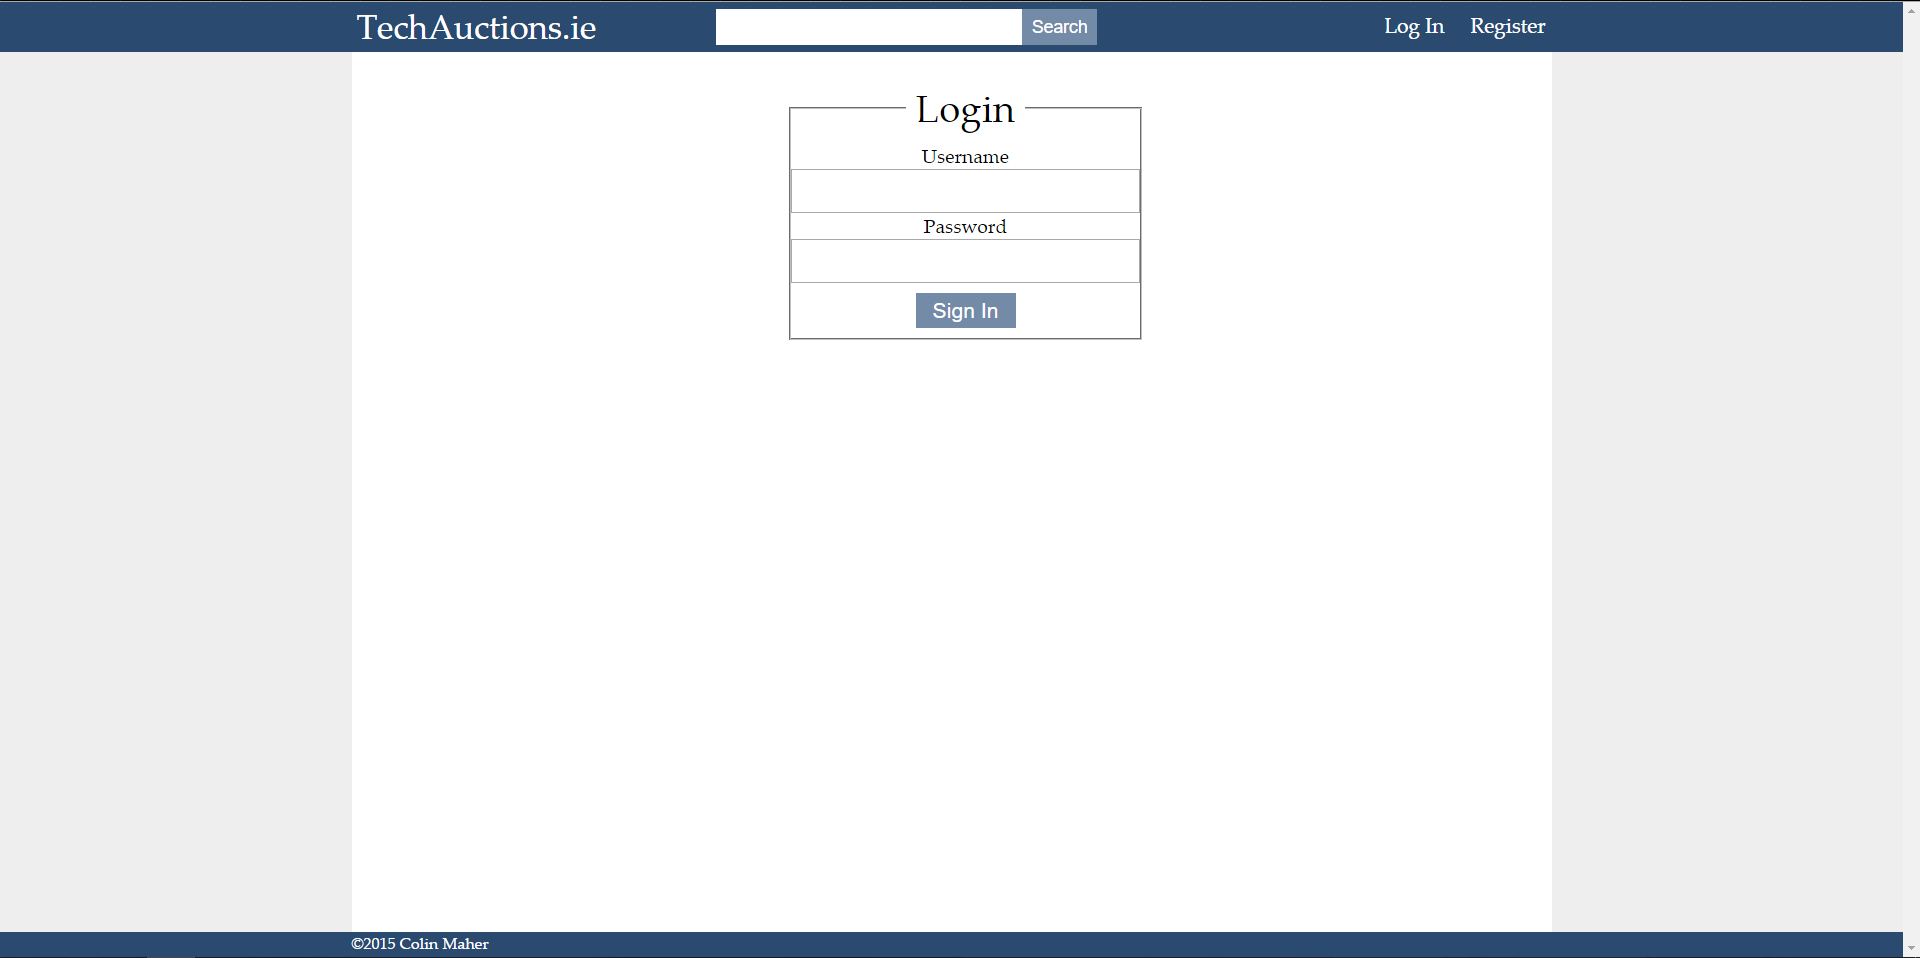 TechAuctions.ie
Search
Log In
Register
Login
Username
Password
Sign In
©2015 Colin Maher